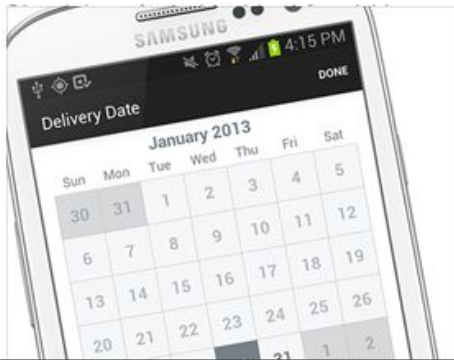 SAMSUNG
4:15 PM
Delivery Date
DONE
January 2013
Sun Mon Tue Wed Thu Fri Sat
30 31 1 2 3 4 5
6 7 8 9 10 11 12
13 14 15 16 17 18 19
20 21 22 23 24 25 26
31 1 2